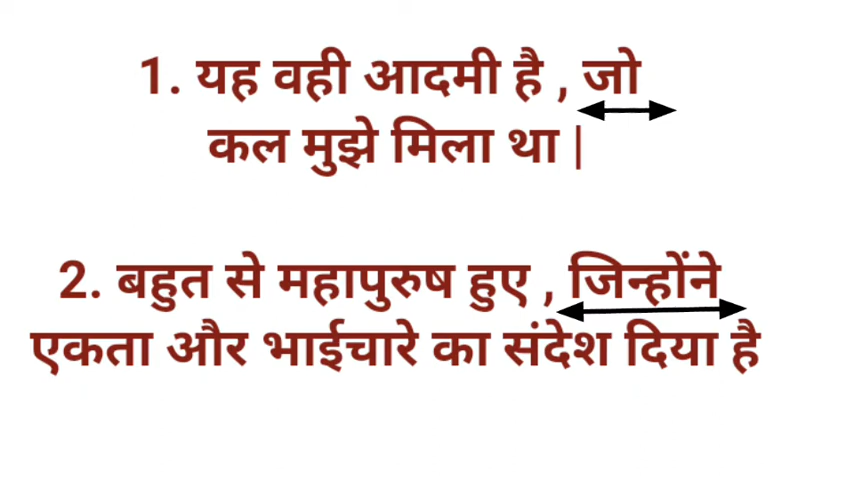 1. यह वही आदमी है , जो
कल मुझे मिला था |
2. बहुत से महापुरुष हुए , जिन्होंने
एकता और भाईचारे का संदेश दिया है